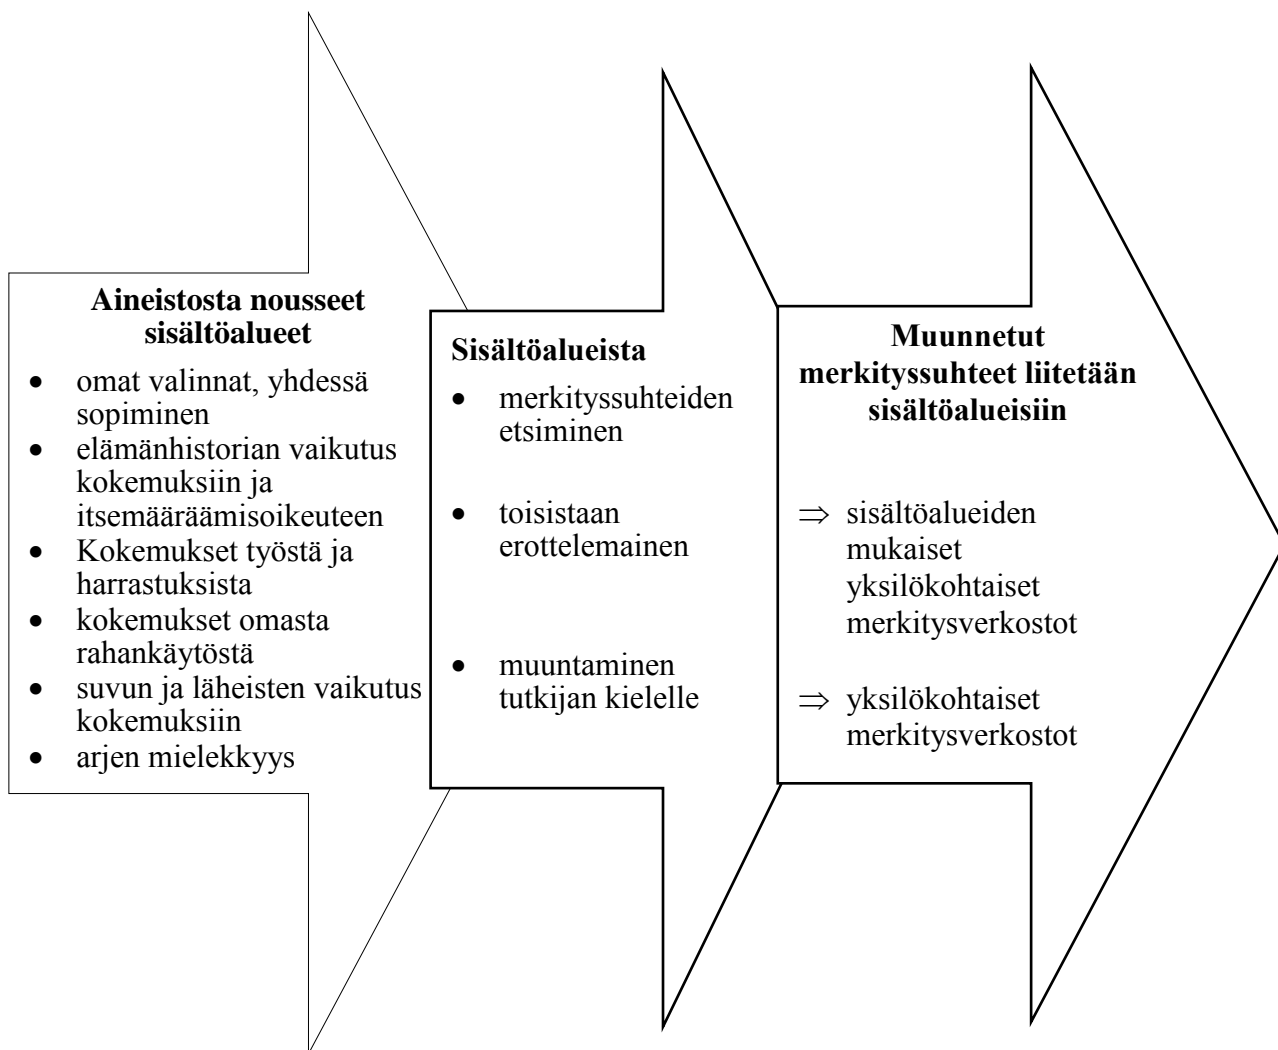 Aineistosta nousseet
sisältöalueet
• omat valinnat, yhdessä
sopiminen
• elämänhistorian vaikutus
kokemuksiin ja
itsemääräämisoikeuteen
• Kokemukset työstä ja
harrastuksista
• kokemukset omasta
rahankäytöstä
• suvun ja läheisten vaikutus
kokemuksiin
• arjen mielekkyys
Sisältöalueista
• merkityssuhteiden
etsiminen
• toisistaan
erottelemainen
• muuntaminen
tutkijan kielelle
Muunnetut
merkityssuhteet liitetään
sisältöalueisiin
⇒ sisältöalueiden
mukaiset
yksilökohtaiset
merkitysverkostot
⇒ yksilökohtaiset
merkitysverkostot